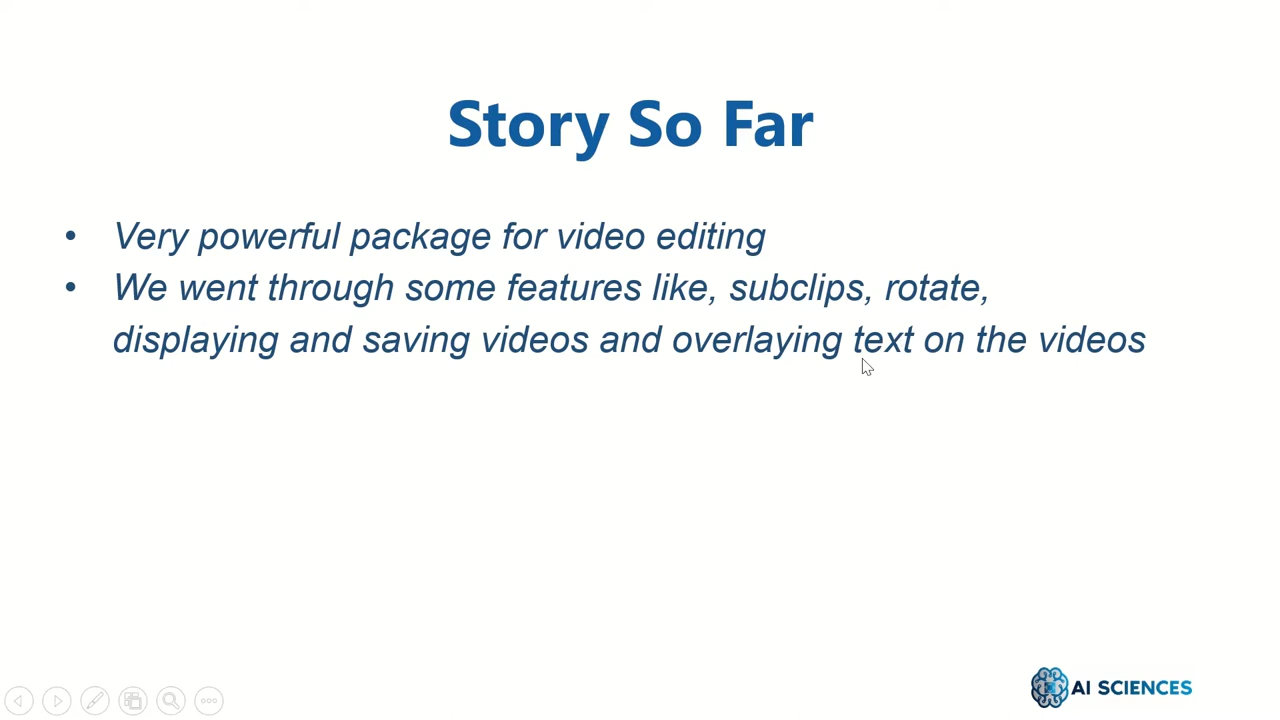 Story So Far
• Very powerful package for video editing
• We went through some features like, subclips, rotate,
displaying and saving videos and overlaying text on the videos
AI SCIENCES